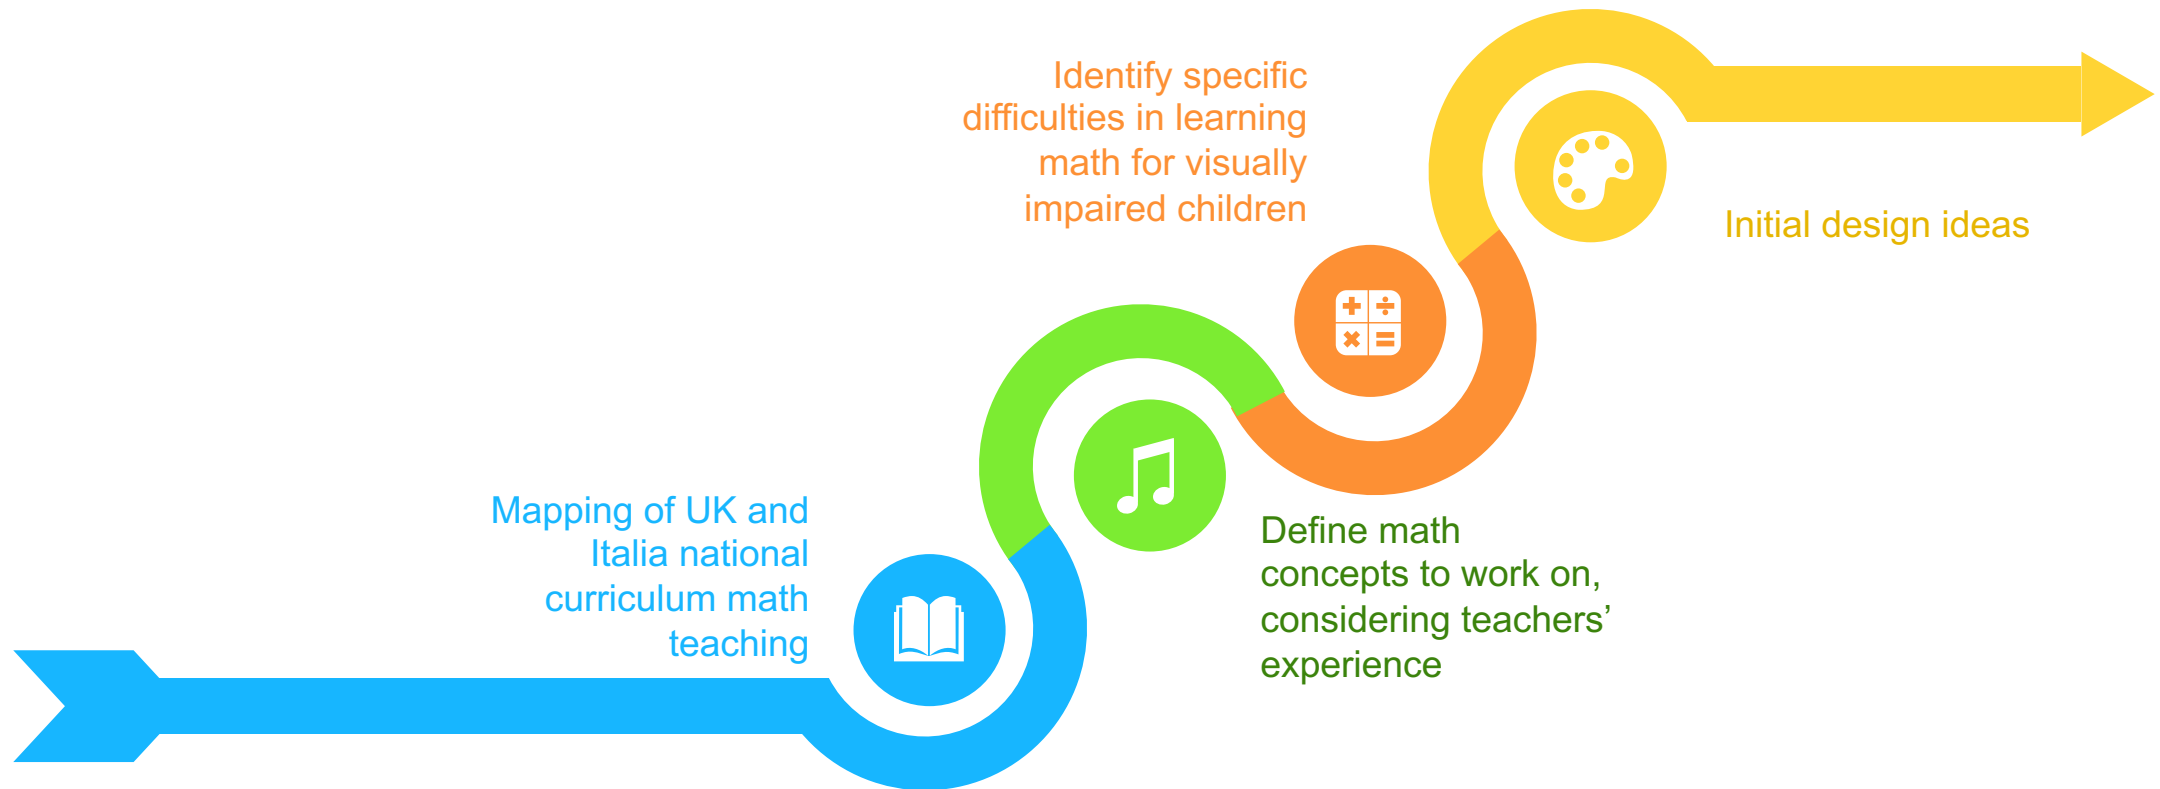 Mapping of UK and
Italia national
curriculum math
teaching
Define math
concepts to work on,
considering teachers’
experience
Identify specific
difficulties in learning
math for visually
impaired children
Initial design ideas